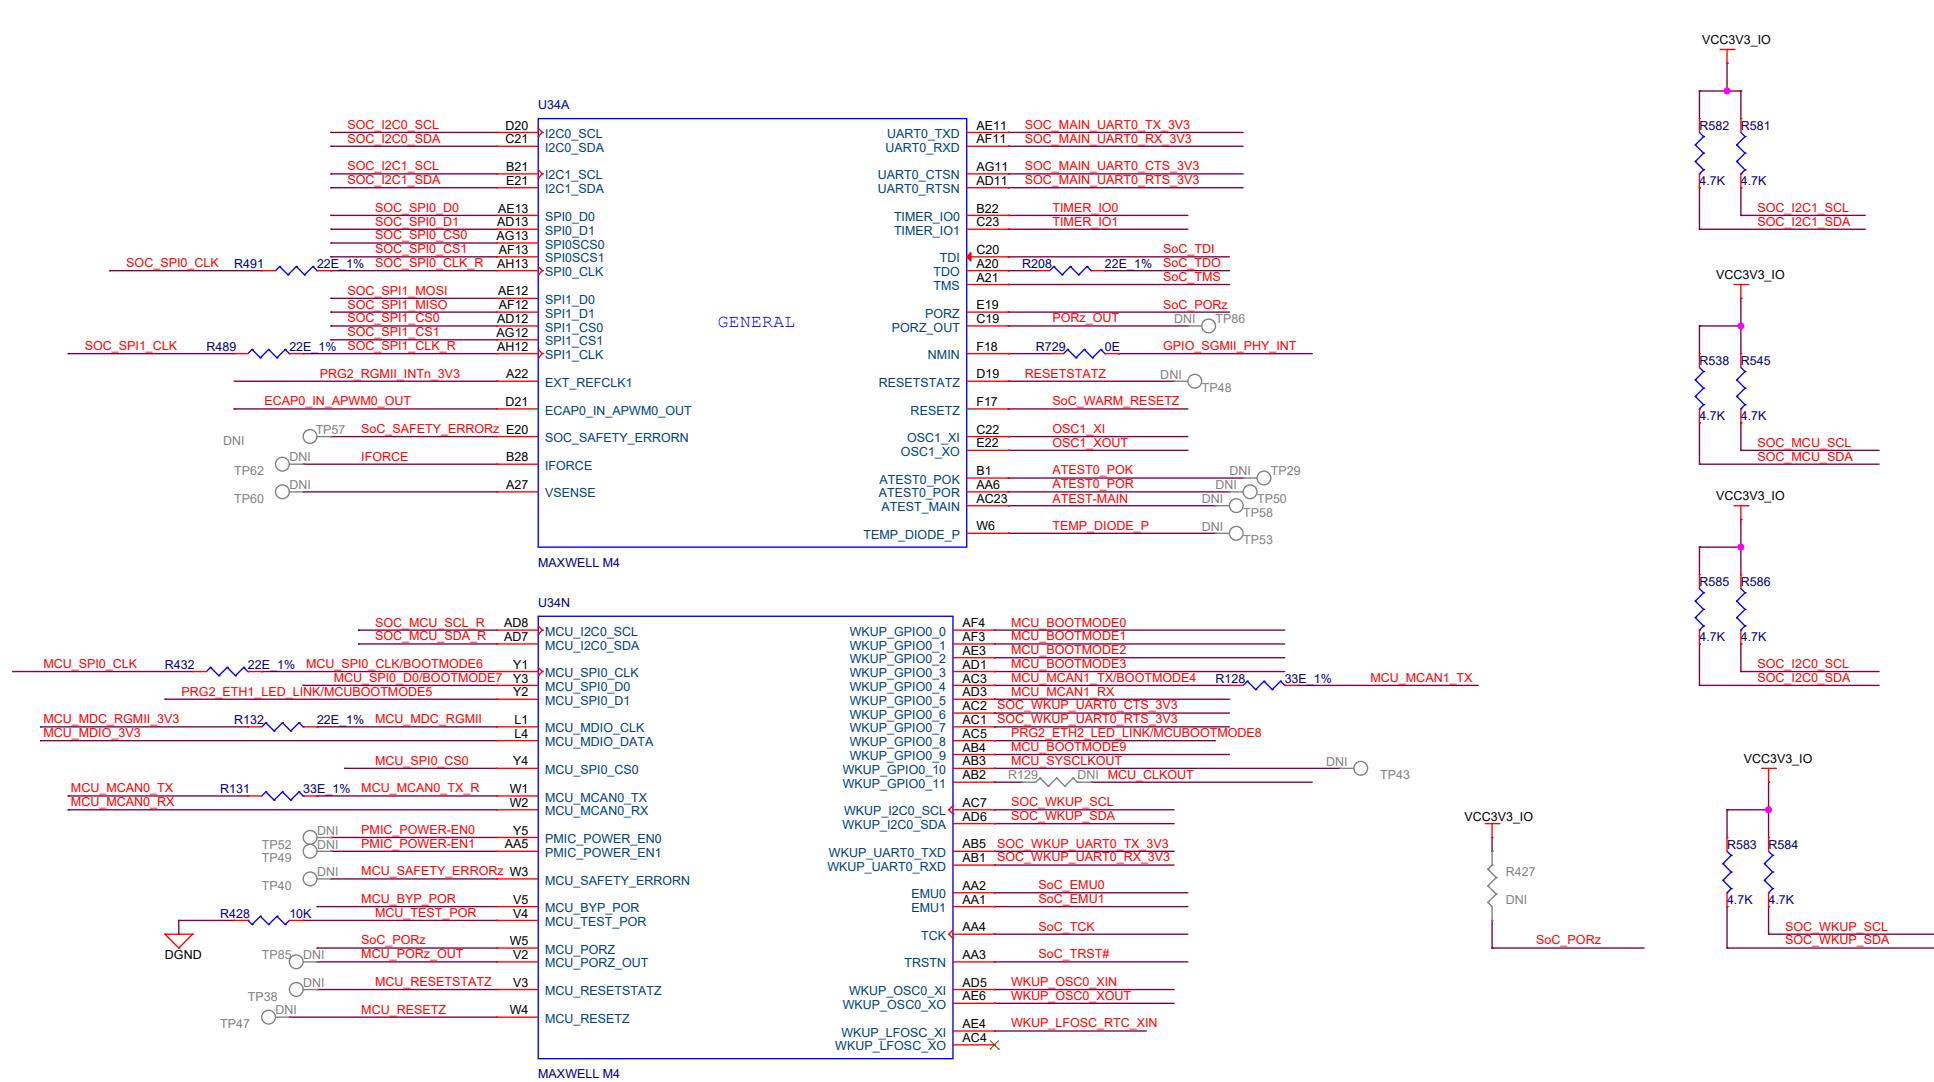 U34A
SOC_I2C0_SCL D20 I2C0_SCL
SOC_I2C0_SDA C21 I2C0_SDA
SOC_I2C1_SCL B21 I2C1_SCL
SOC_I2C1_SDA E21 I2C1_SDA
SOC_SPI0_D0 AE13 SPI0_D0
SOC_SPI0_D1 AD13 SPI0_D1
SOC_SPI0_CS0 AG13 SPI0SCS0
SOC_SPI0_CS1 AF13 SPI0SCS1
SOC_SPI0_CLK R491 22E_1% SOC_SPI0_CLK_R AH13 SPI0_CLK
SOC_SPI1_MOSI AE12 SPI1_D0
SOC_SPI1_MISO AF12 SPI1_D1
SOC_SPI1_CS0 AD12 SPI1_CS0
SOC_SPI1_CS1 AG12 SPI1_CS1
SOC_SPI1_CLK R489 22E_1% SOC_SPI1_CLK_R AH12 SPI1_CLK
PRG2_RGMII_INTn_3V3 A22 EXT_REFCLK1
ECAP0_IN_APWM0_OUT D21 ECAP0_IN_APWM0_OUT
DNI TP57 SoC_SAFETY_ERRORz E20 SOC_SAFETY_ERRORN
TP62 DNI IFORCE B28 IFORCE
TP60 DNI A27 VSENSE
GENERAL
UART0_TXD AE11 SOC_MAIN_UART0_TX_3V3
UART0_RXD AF11 SOC_MAIN_UART0_RX_3V3
UART0_CTSN AG11 SOC_MAIN_UART0_CTS_3V3
UART0_RTSN AD11 SOC_MAIN_UART0_RTS_3V3
TIMER_IO0 B22 TIMER_IO0
TIMER_IO1 C23 TIMER_IO1
TDI C20 SoC_TDI
TDO A20 R208 22E_1% SoC_TDO
TMS A21 SoC_TMS
PORZ E19 SoC_PORz
PORZ_OUT C19 PORz_OUT DNI TP86
NMIN F18 R729 0E GPIO_SGMII_PHY_INT
RESETSTATZ D19 RESETSTATZ DNI TP48
RESETZ F17 SoC_WARM_RESETZ
OSC1_XI C22 OSC1_XI
OSC1_XO E22 OSC1_XOUT
ATEST0_POK B1 ATEST0_POK DNI TP29
ATEST0_POR AA6 ATEST0_POR DNI TP50
ATEST_MAIN AC23 ATEST-MAIN DNI TP58
TEMP_DIODE_P W6 TEMP_DIODE_P DNI TP53
MAXWELL M4
U34N
SOC_MCU_SCL_R AD8 MCU_I2C0_SCL
SOC_MCU_SDA_R AD7 MCU_I2C0_SDA
MCU_SPI0_CLK R432 22E_1% MCU_SPI0_CLK/BOOTMODE6 Y1 MCU_SPI0_CLK
MCU_SPI0_D0/BOOTMODE7 Y3 MCU_SPI0_D0
PRG2_ETH1_LED_LINK/MCUBOOTMODE5 Y2 MCU_SPI0_D1
MCU_MDC_RGMII_3V3 R132 22E_1% MCU_MDC_RGMII L1 MCU_MDIO_CLK
MCU_MDIO_3V3 L4 MCU_MDIO_DATA
MCU_SPI0_CS0 Y4 MCU_SPI0_CS0
MCU_MCAN0_TX R131 33E_1% MCU_MCAN0_TX_R W1 MCU_MCAN0_TX
MCU_MCAN0_RX W2 MCU_MCAN0_RX
TP52 DNI PMIC_POWER-EN0 Y5 PMIC_POWER_EN0
TP49 DNI PMIC_POWER-EN1 AA5 PMIC_POWER_EN1
TP40 DNI MCU_SAFETY_ERRORz W3 MCU_SAFETY_ERRORN
MCU_BYP_POR V5 MCU_BYP_POR
R428 10K MCU_TEST_POR V4 MCU_TEST_POR
DGND
SoC_PORz W5 MCU_PORZ
TP85 DNI MCU_PORz_OUT V2 MCU_PORZ_OUT
TP38 DNI MCU_RESETSTATZ V3 MCU_RESETSTATZ
TP47 DNI MCU_RESETZ W4 MCU_RESETZ
WKUP_GPIO0_0 AF4 MCU_BOOTMODE0
WKUP_GPIO0_1 AF3 MCU_BOOTMODE1
WKUP_GPIO0_2 AE3 MCU_BOOTMODE2
WKUP_GPIO0_3 AD1 MCU_BOOTMODE3
WKUP_GPIO0_4 AC3 MCU_MCAN1_TX/BOOTMODE4 R128 33E_1% MCU_MCAN1_TX
WKUP_GPIO0_5 AD3 MCU_MCAN1_RX
WKUP_GPIO0_6 AC2 SOC_WKUP_UART0_CTS_3V3
WKUP_GPIO0_7 AC1 SOC_WKUP_UART0_RTS_3V3
WKUP_GPIO0_8 AC5 PRG2_ETH2_LED_LINK/MCUBOOTMODE8
WKUP_GPIO0_9 AB4 MCU_BOOTMODE9
WKUP_GPIO0_10 AB3 MCU_SYSCLKOUT DNI TP43
WKUP_GPIO0_11 AB2 R129 DNI MCU_CLKOUT
WKUP_I2C0_SCL AC7 SOC_WKUP_SCL
WKUP_I2C0_SDA AD6 SOC_WKUP_SDA
WKUP_UART0_TXD AB5 SOC_WKUP_UART0_TX_3V3
WKUP_UART0_RXD AB1 SOC_WKUP_UART0_RX_3V3
EMU0 AA2 SoC_EMU0
EMU1 AA1 SoC_EMU1
TCK AA4 SoC_TCK
TRSTN AA3 SoC_TRST#
WKUP_OSC0_XI AD5 WKUP_OSC0_XIN
WKUP_OSC0_XO AE6 WKUP_OSC0_XOUT
WKUP_LFOSC_XI AE4 WKUP_LFOSC_RTC_XIN
WKUP_LFOSC_XO AC4
MAXWELL M4
VCC3V3_IO
R582 R581
4.7K 4.7K
SOC_I2C1_SCL
SOC_I2C1_SDA
VCC3V3_IO
R538 R545
4.7K 4.7K
SOC_MCU_SCL
SOC_MCU_SDA
VCC3V3_IO
R585 R586
4.7K 4.7K
SOC_I2C0_SCL
SOC_I2C0_SDA
VCC3V3_IO
R583 R584
4.7K 4.7K
SOC_WKUP_SCL
SOC_WKUP_SDA
VCC3V3_IO
R427
DNI
SoC_PORz